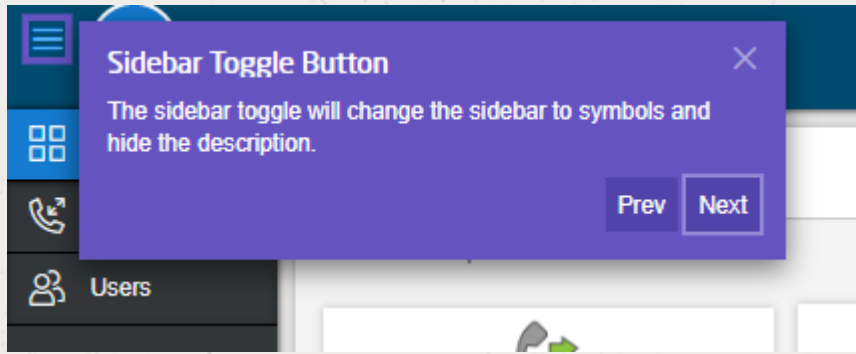 Sidebar Toggle Button
The sidebar toggle will change the sidebar to symbols and
hide the description.
Prev Next
Users